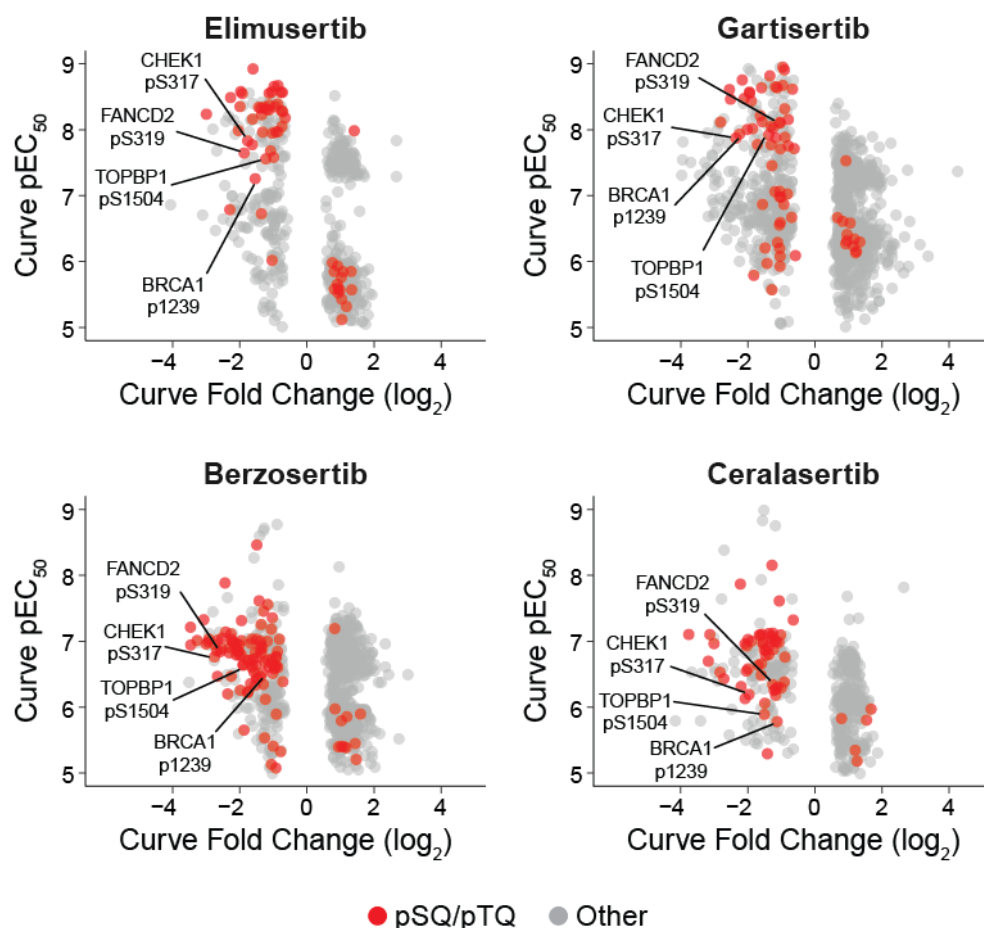 Elimusertib
CHEK1
pS317
FANCD2
pS319
TOPBP1
pS1504
BRCA1
p1239
Curve pEC50
9
8
7
6
5
−4
−2
0
2
4
Curve Fold Change (log2)
Gartisertib
FANCD2
pS319
CHEK1
pS317
BRCA1
p1239
TOPBP1
pS1504
Curve pEC50
9
8
7
6
5
−4
−2
0
2
4
Curve Fold Change (log2)
Berzosertib
FANCD2
pS319
CHEK1
pS317
TOPBP1
pS1504
BRCA1
p1239
Curve pEC50
9
8
7
6
5
−4
−2
0
2
4
Curve Fold Change (log2)
Ceralasertib
FANCD2
pS319
CHEK1
pS317
TOPBP1
pS1504
BRCA1
p1239
Curve pEC50
9
8
7
6
5
−4
−2
0
2
4
Curve Fold Change (log2)
pSQ/pTQ
Other